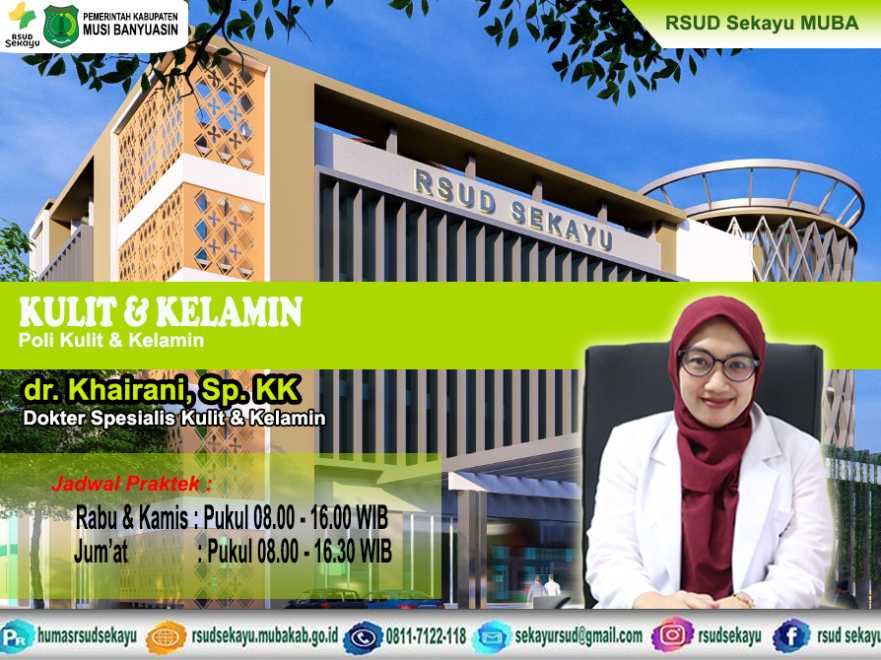 RSUD
Sekayu
PEMERINTAH KABUPATEN
MUSI BANYUASIN
RSUD Sekayu MUBA
RSUD SEKAYU
KULIT & KELAMIN
Poli Kulit & Kelamin
dr. Khairani, Sp. KK
Dokter Spesialis Kulit & Kelamin
Jadwal Praktek :
Rabu & Kamis : Pukul 08.00 - 16.00 WIB
Jum'at : Pukul 08.00 - 16.30 WIB
PR humasrsudsekayu rsudsekayu.mubakab.go.id 0811-7122-118 sekayursud@gmail.com rsudsekayu f rsud sekayu